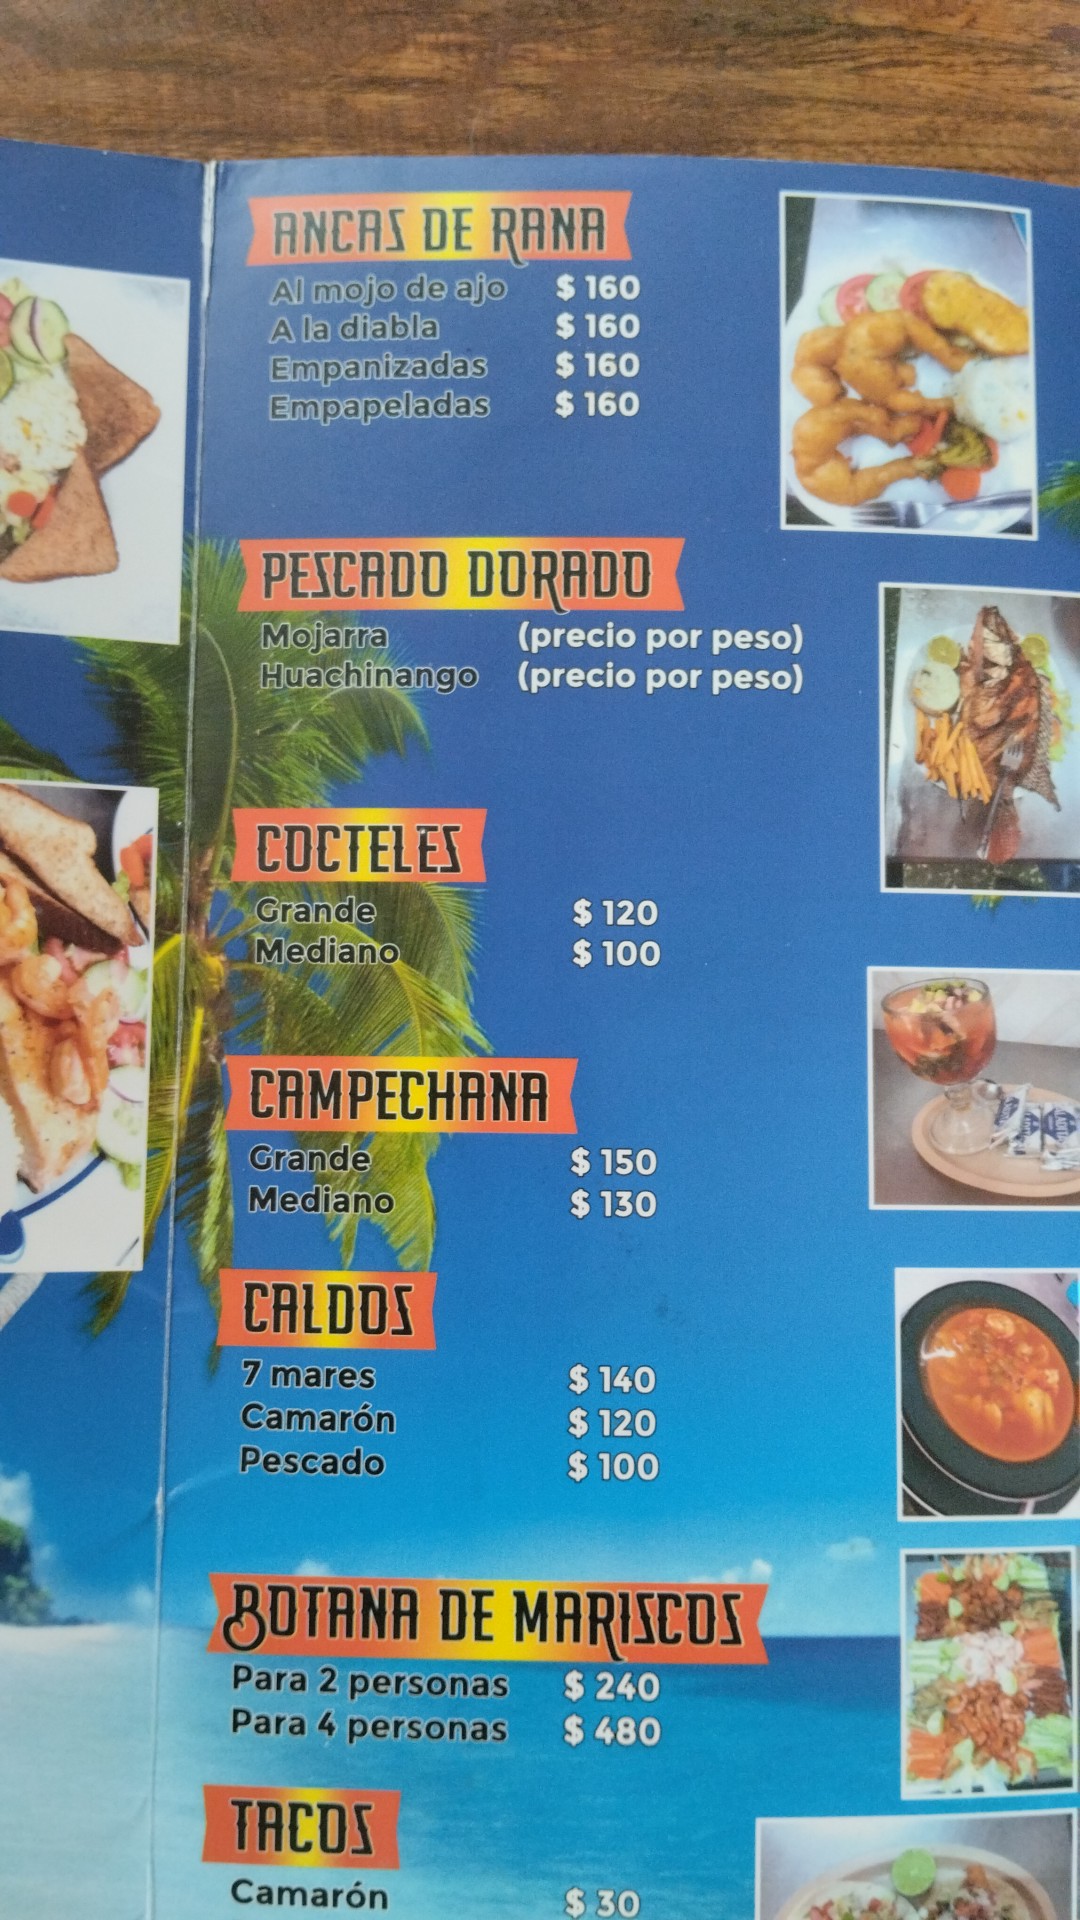 ANCAS DE RANA
Al mojo de ajo $ 160
A la diabla $ 160
Empanizadas $ 160
Empapeladas $ 160
PESCADO DORADO
Mojarra (precio por peso)
Huachinango (precio por peso)
COCTELES
Grande $ 120
Mediano $ 100
CAMPECHANA
Grande $ 150
Mediano $ 130
CALDOS
7 mares $ 140
Camarón $ 120
Pescado $ 100
BOTANA DE MARISCOS
Para 2 personas $ 240
Para 4 personas $ 480
TACOS
Camarón $ 30